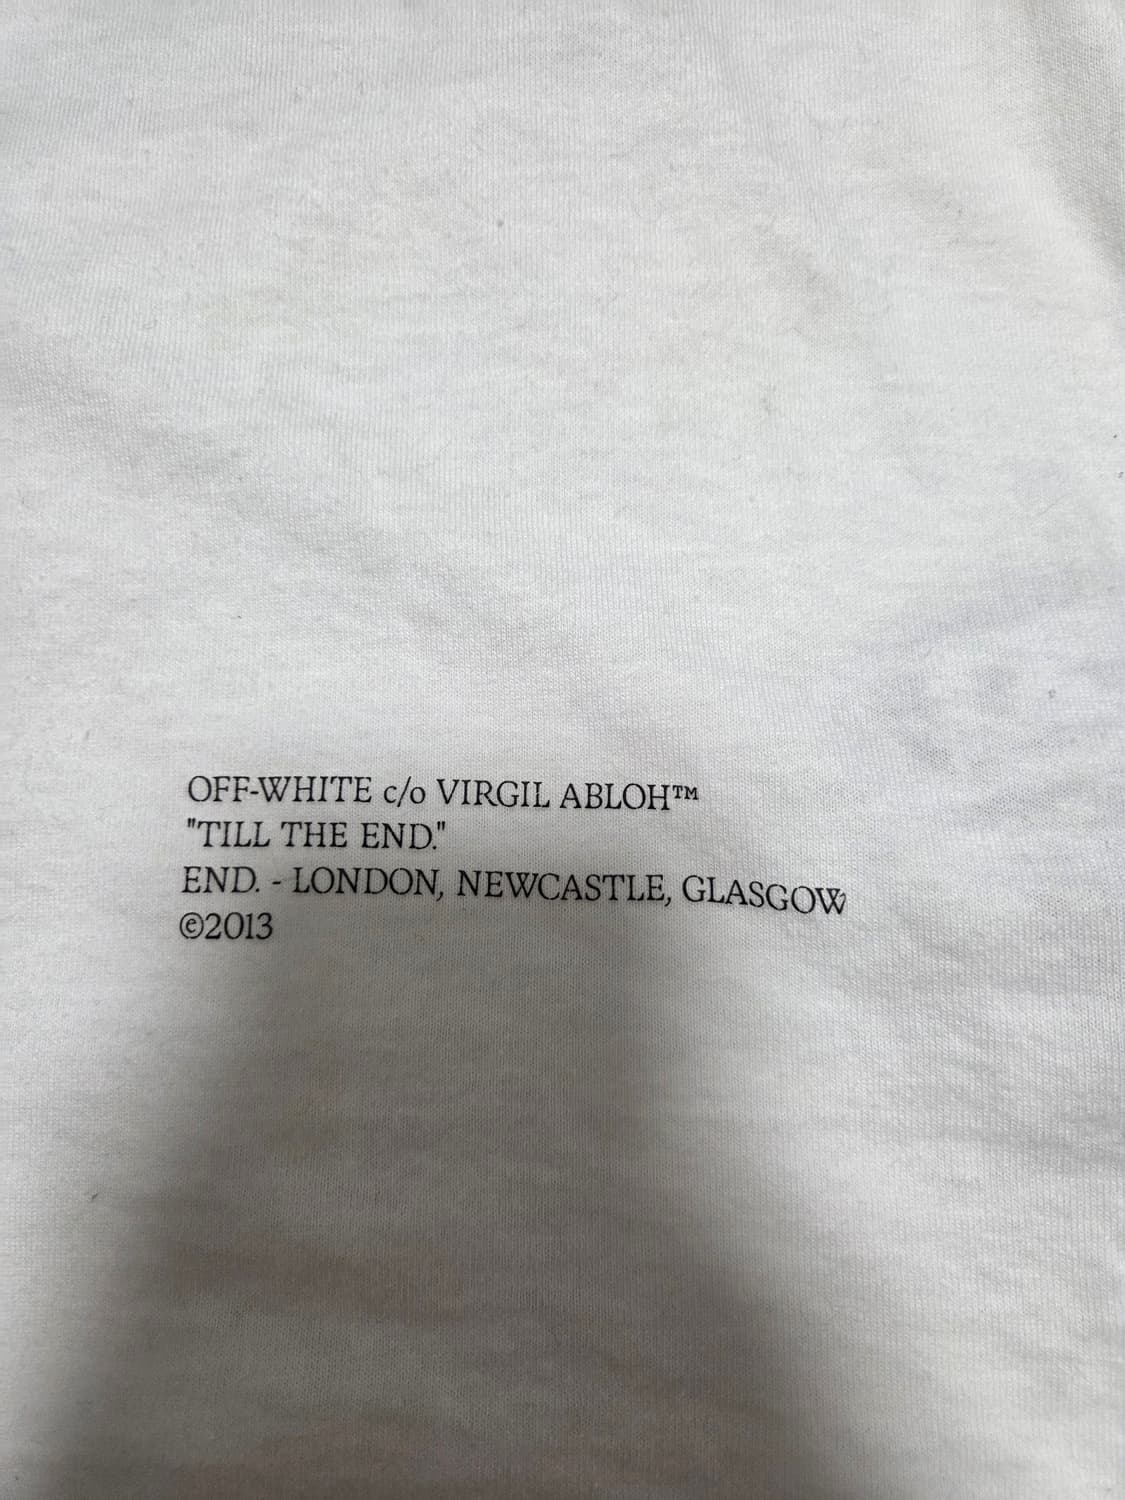 OFF-WHITE c/o VIRGIL ABLOH™
"TILL THE END."
END. - LONDON, NEWCASTLE, GLASGOW
©2013